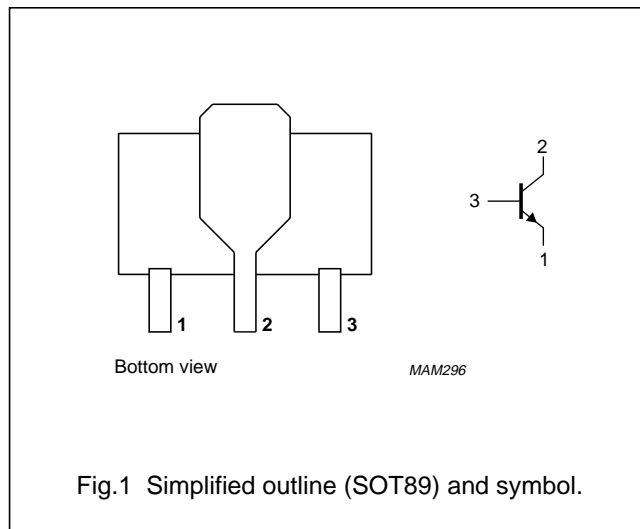 2
3
1
1 2 3
Bottom view
MAM296
Fig.1 Simplified outline (SOT89) and symbol.